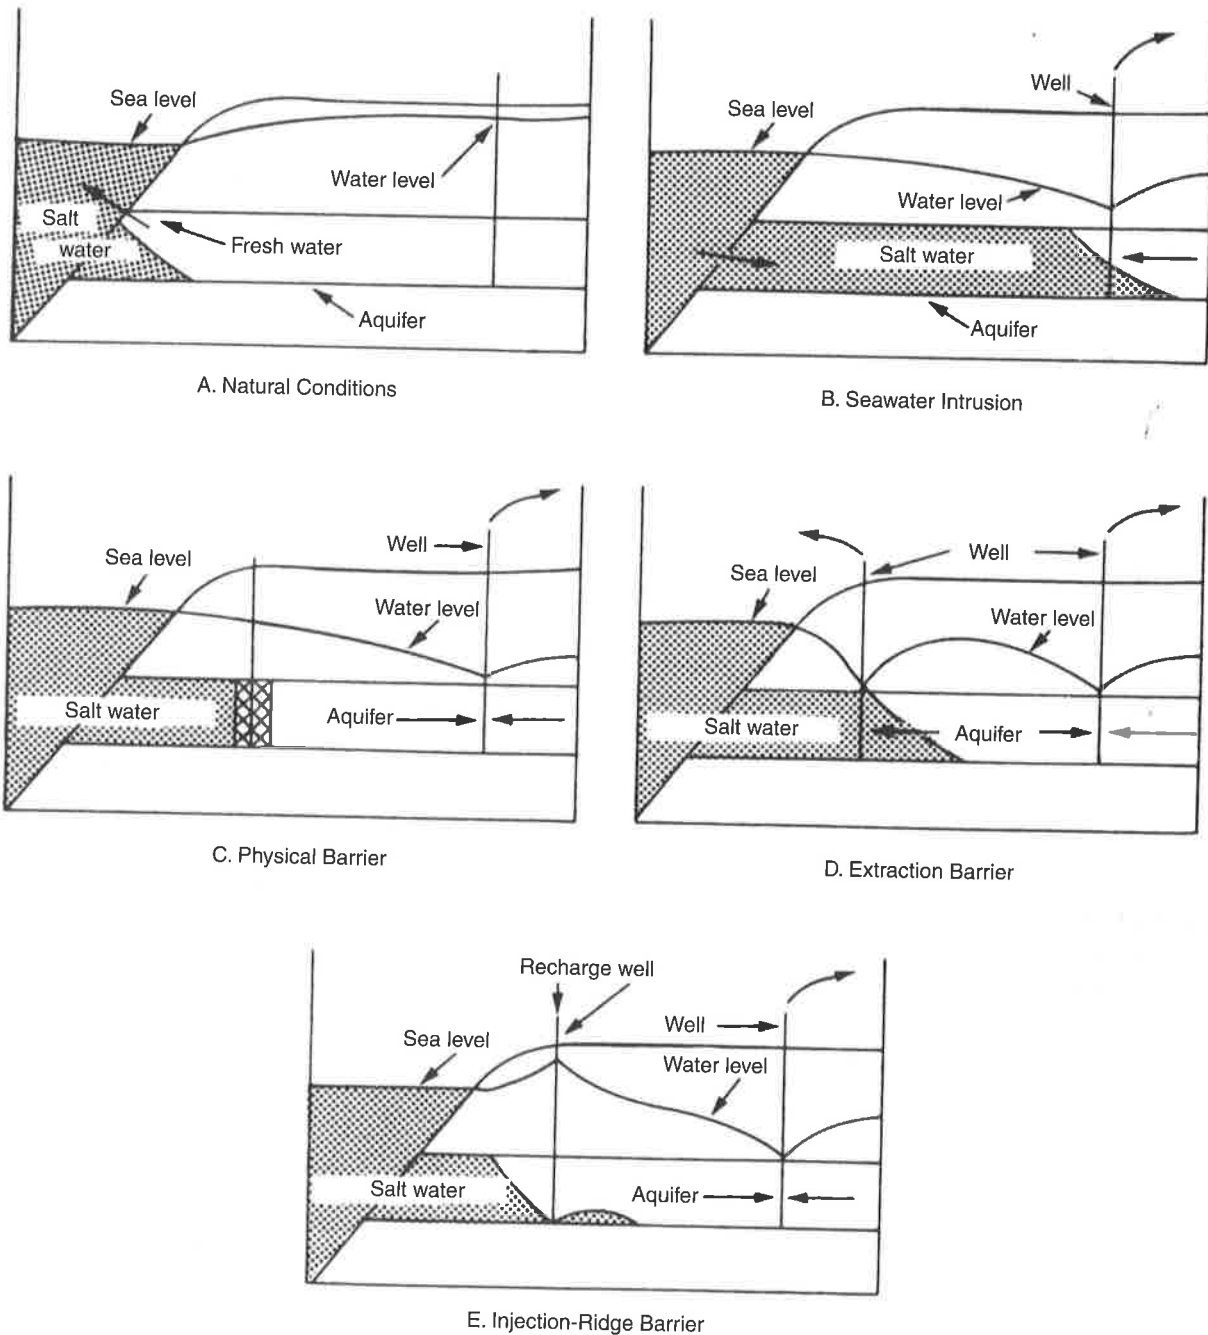 Sea level
Water level
Salt
water
Fresh water
Aquifer
A. Natural Conditions
Well
Sea level
Water level
Salt water
Aquifer
B. Seawater Intrusion
Well
Sea level
Water level
Salt water
Aquifer
C. Physical Barrier
Well
Sea level
Water level
Salt water
Aquifer
D. Extraction Barrier
Recharge well
Well
Sea level
Water level
Salt water
Aquifer
E. Injection-Ridge Barrier